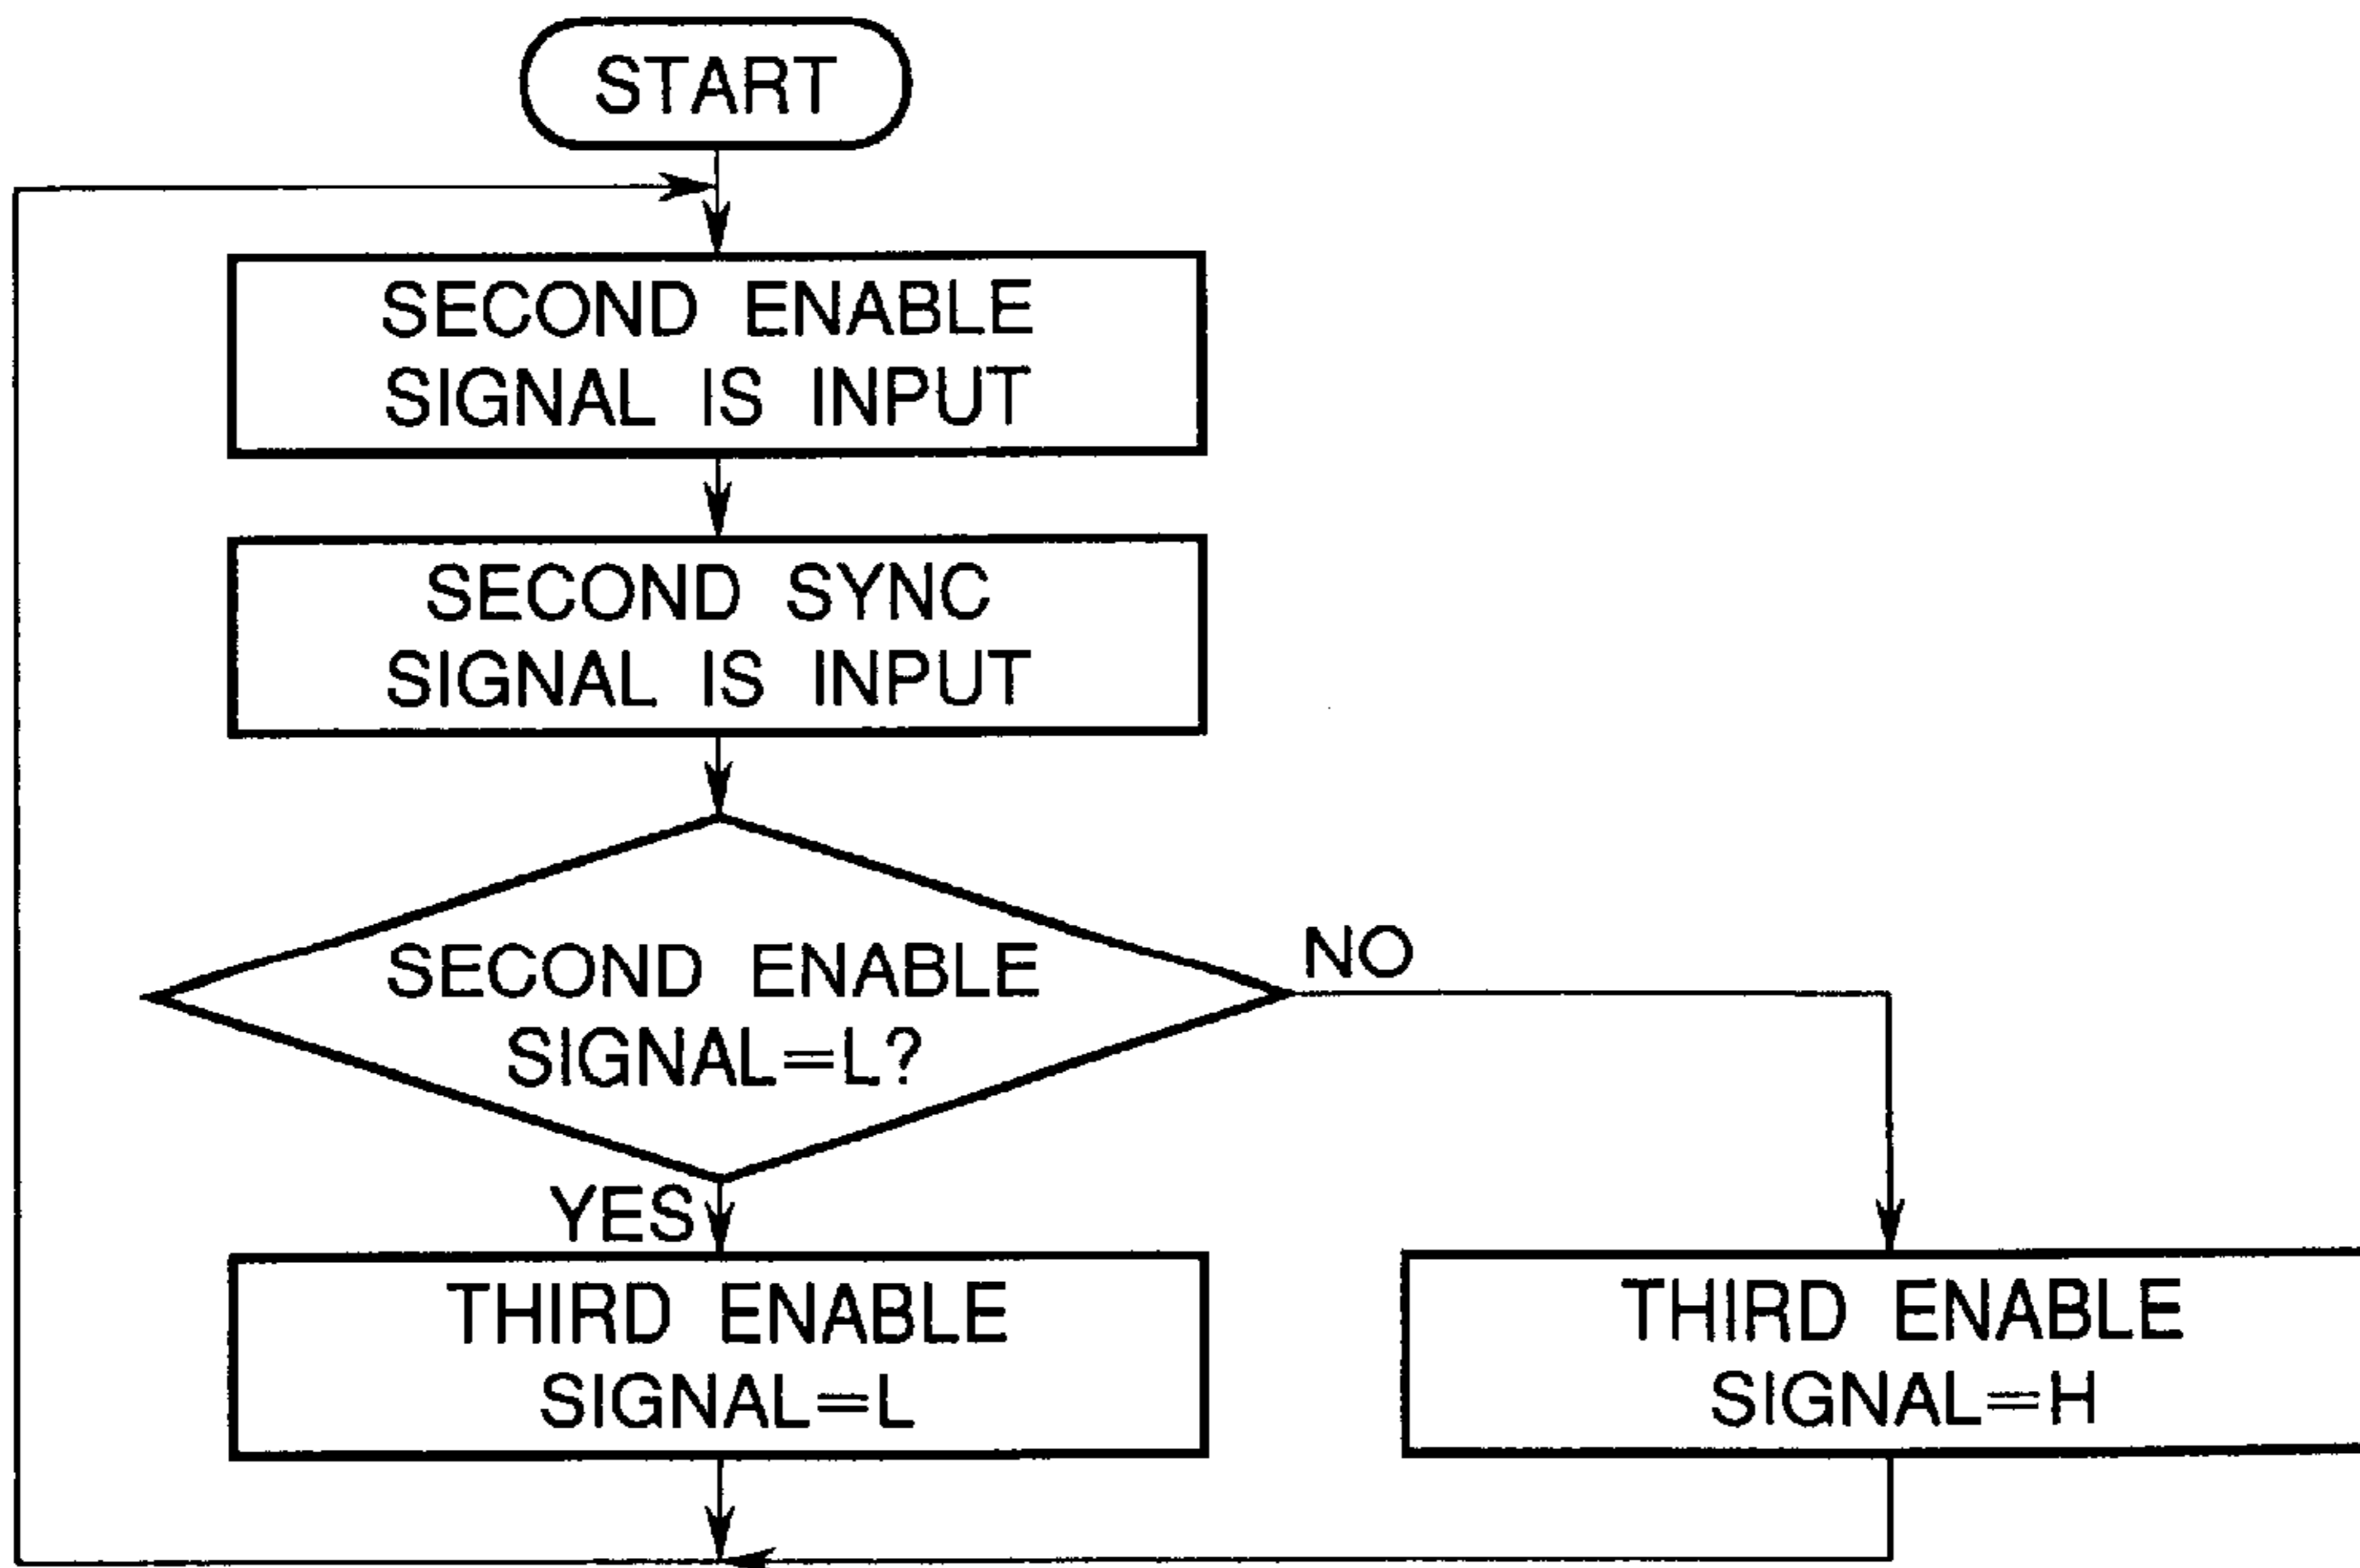 START
SECOND ENABLE
SIGNAL IS INPUT
SECOND SYNC
SIGNAL IS INPUT
SECOND ENABLE
SIGNAL=L?
NO
YES
THIRD ENABLE
SIGNAL=L
THIRD ENABLE
SIGNAL=H